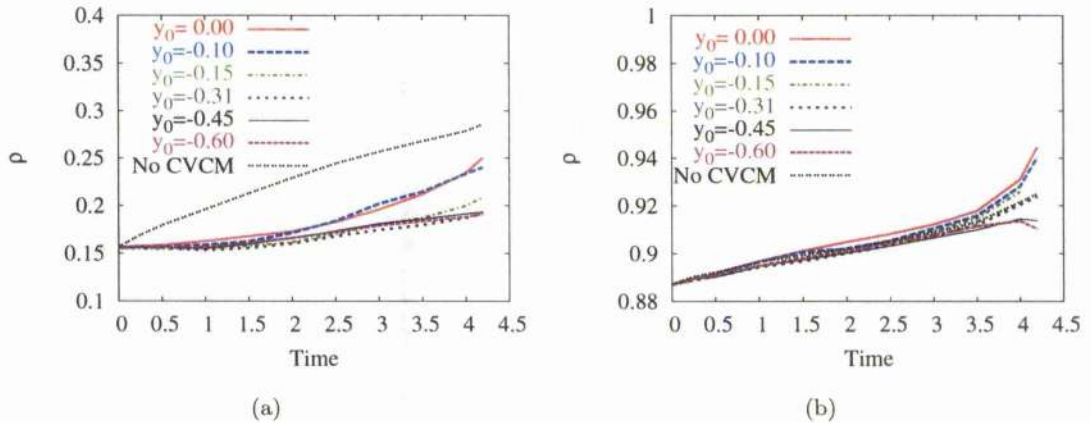 0.4
0.35
0.3
0.25
0.2
0.15
0.1
ρ
y0= 0.00
y0=-0.10
y0=-0.15
y0=-0.31
y0=-0.45
y0=-0.60
No CVCM
0 0.5 1 1.5 2 2.5 3 3.5 4 4.5
Time
(a)
1
0.98
0.96
0.94
0.92
0.9
0.88
ρ
y0= 0.00
y0=-0.10
y0=-0.15
y0=-0.31
y0=-0.45
y0=-0.60
No CVCM
0 0.5 1 1.5 2 2.5 3 3.5 4 4.5
Time
(b)